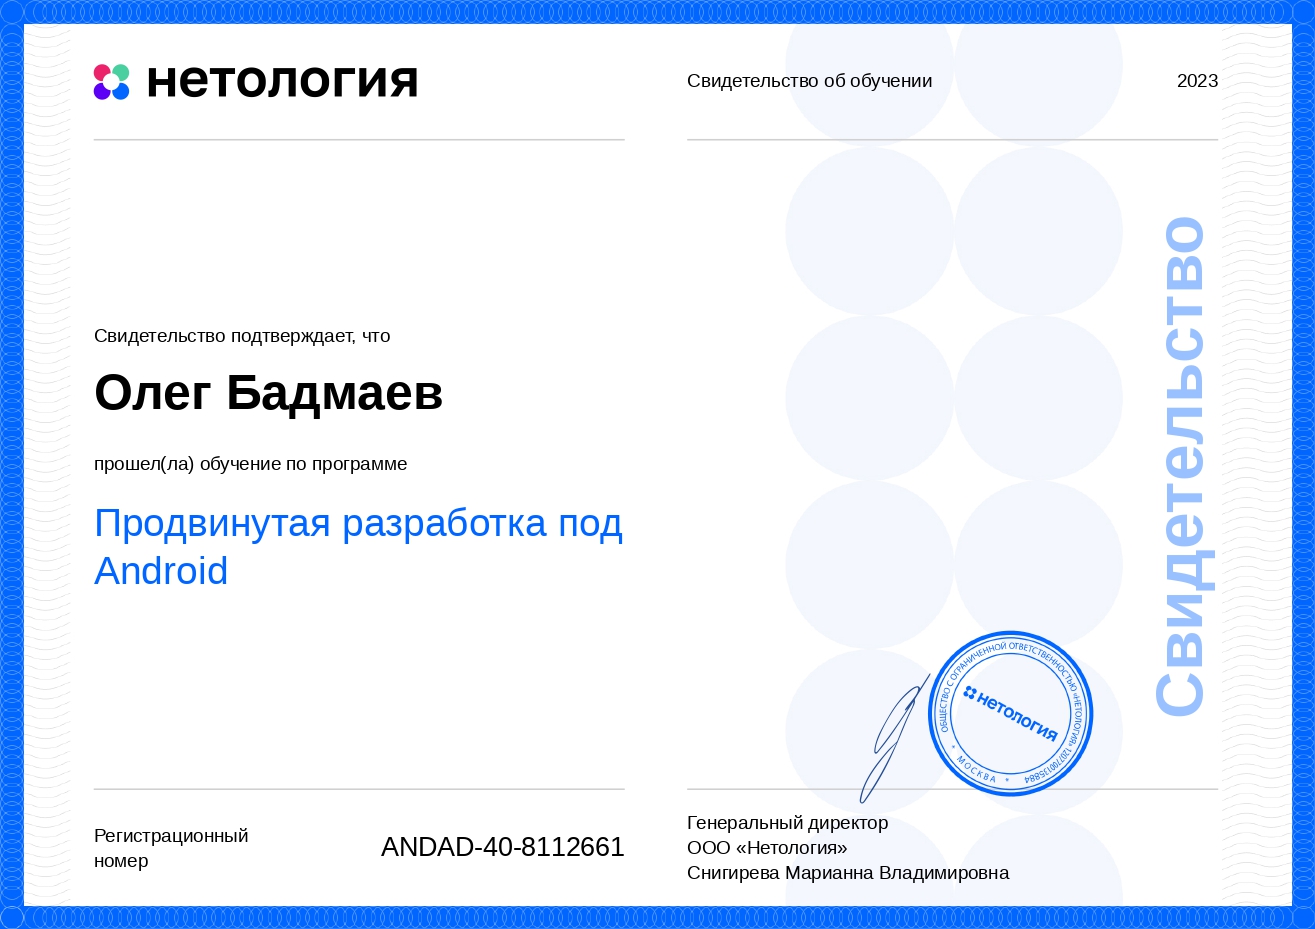 нетология
Свидетельство об обучении
2023
Свидетельство подтверждает, что
Олег Бадмаев
прошел(ла) обучение по программе
Продвинутая разработка под
Android
Свидетельство
ОБЩЕСТВО С ОГРАНИЧЕННОЙ ОТВЕТСТВЕННОСТЬЮ «НЕТОЛОГИЯ» 1207700135884
* МОСКВА *
нетология
Регистрационный
номер
ANDAD-40-8112661
Генеральный директор
ООО «Нетология»
Снигирева Марианна Владимировна